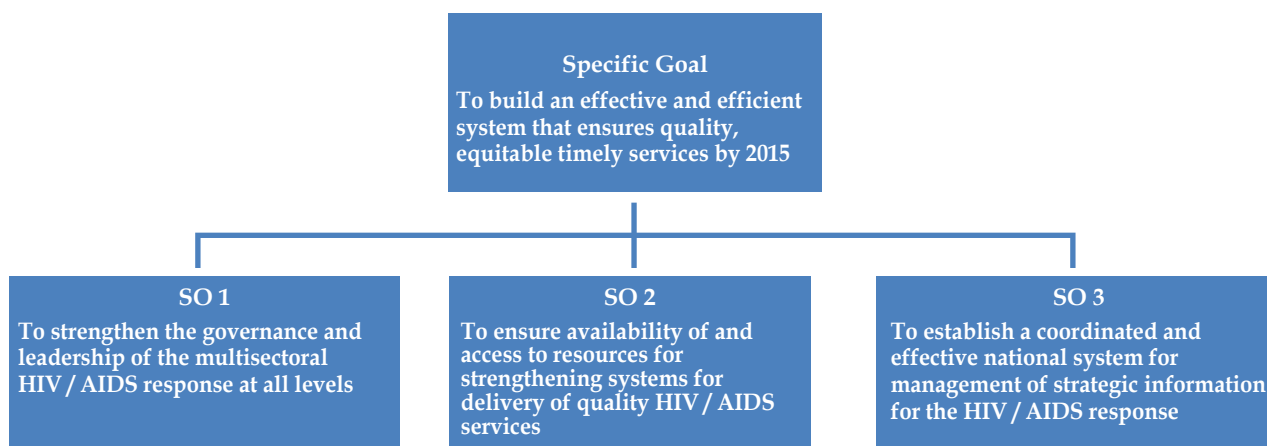 Specific Goal
To build an effective and efficient
system that ensures quality,
equitable timely services by 2015
SO 1
To strengthen the governance and
leadership of the multisectoral
HIV / AIDS response at all levels
SO 2
To ensure availability of and
access to resources for
strengthening systems for
delivery of quality HIV / AIDS
services
SO 3
To establish a coordinated and
effective national system for
management of strategic information
for the HIV / AIDS response